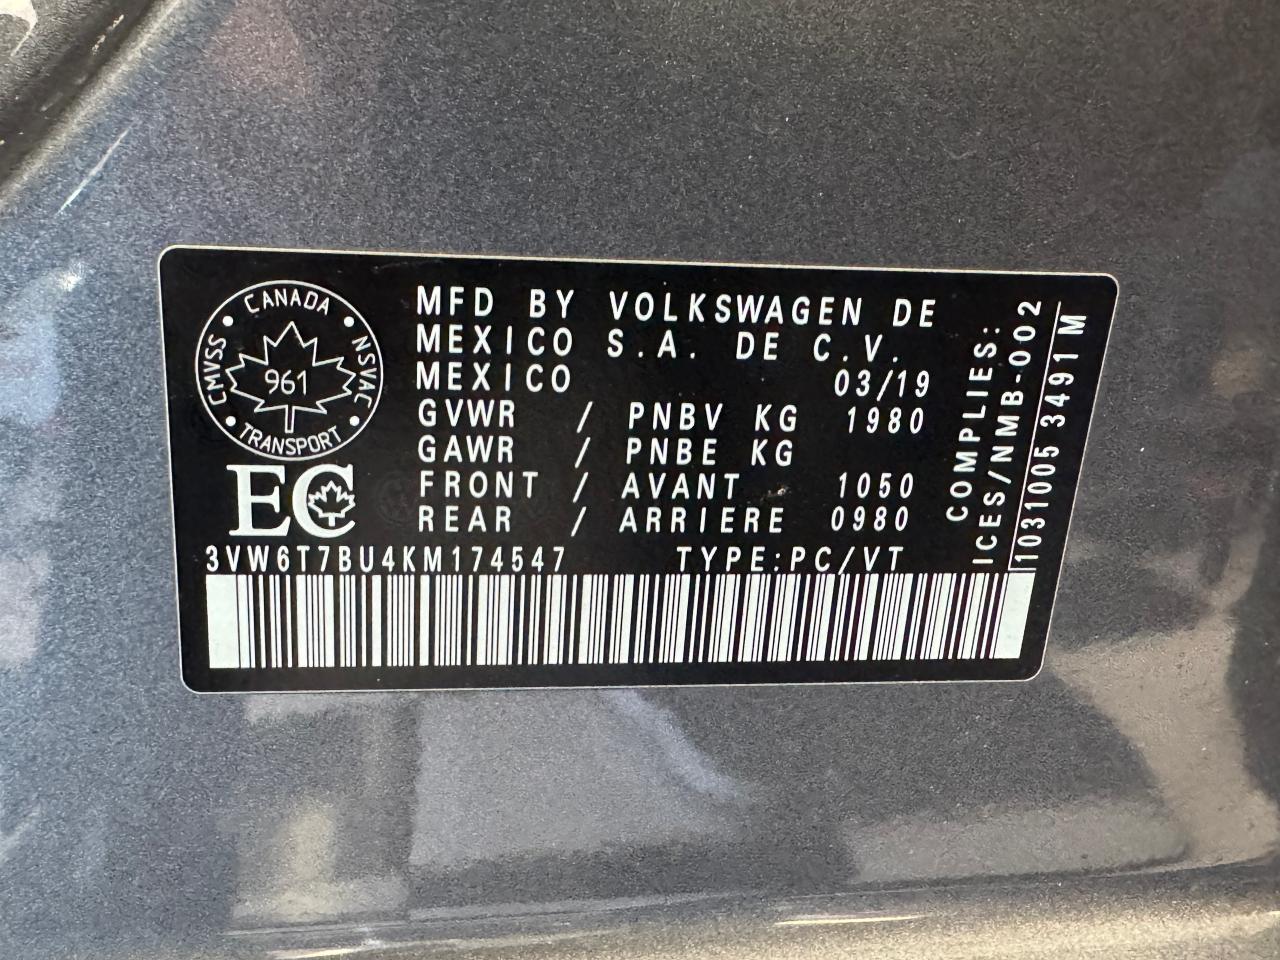 CANADA
CMVSS
NSVAC
961
TRANSPORT
EC
MFD BY VOLKSWAGEN DE
MEXICO S.A. DE C.V.
MEXICO 03/19
GVWR / PNBV KG 1980
GAWR / PNBE KG
FRONT / AVANT 1050
REAR / ARRIERE 0980
3VW6T7BU4KM174547 TYPE:PC/VT
COMPLIES:
ICES/NMB-002
1031005 3491 M